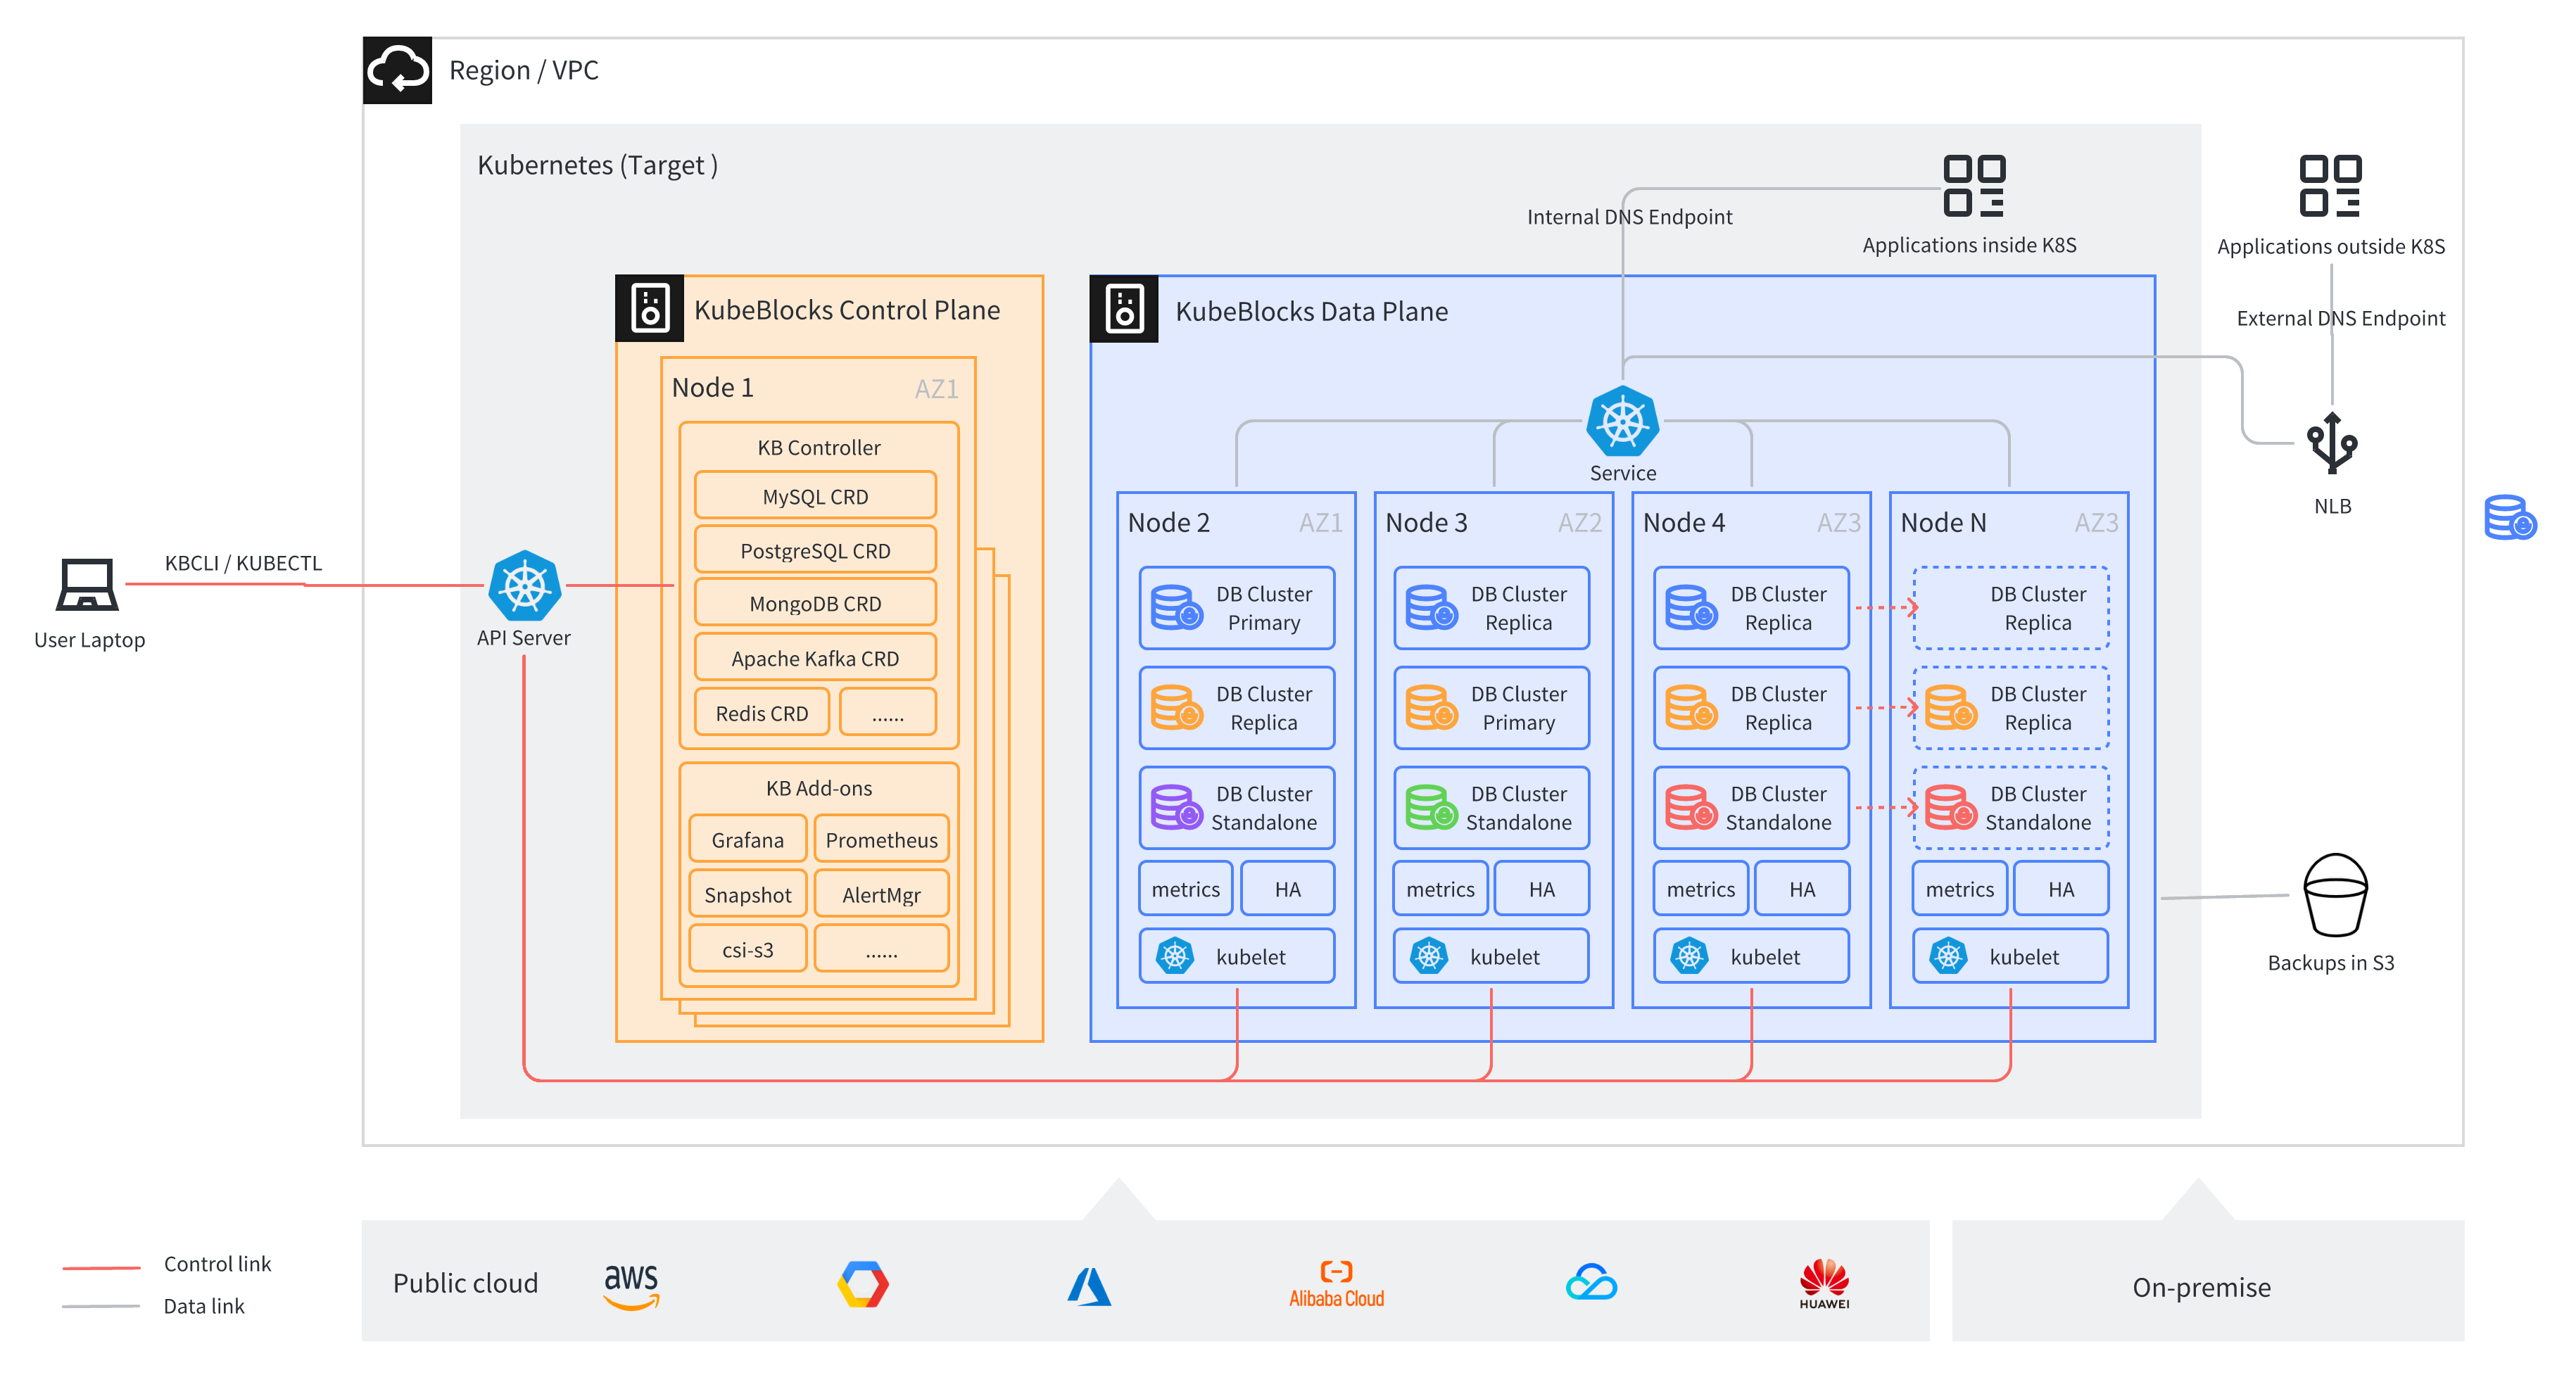 Region / VPC
Kubernetes (Target )
Internal DNS Endpoint
Applications inside K8S
Applications outside K8S
External DNS Endpoint
KubeBlocks Control Plane
Node 1
AZ1
KB Controller
MySQL CRD
PostgreSQL CRD
MongoDB CRD
Apache Kafka CRD
Redis CRD
......
KB Add-ons
Grafana
Prometheus
Snapshot
AlertMgr
csi-s3
......
KubeBlocks Data Plane
Service
NLB
Node 2
AZ1
DB Cluster
Primary
DB Cluster
Replica
DB Cluster
Standalone
metrics
HA
kubelet
Node 3
AZ2
DB Cluster
Replica
DB Cluster
Primary
DB Cluster
Standalone
metrics
HA
kubelet
Node 4
AZ3
DB Cluster
Replica
DB Cluster
Replica
DB Cluster
Standalone
metrics
HA
kubelet
Node N
AZ3
DB Cluster
Replica
DB Cluster
Replica
DB Cluster
Standalone
metrics
HA
kubelet
KBCLI / KUBECTL
User Laptop
API Server
Backups in S3
Control link
Data link
Public cloud
aws
Alibaba Cloud
HUAWEI
On-premise